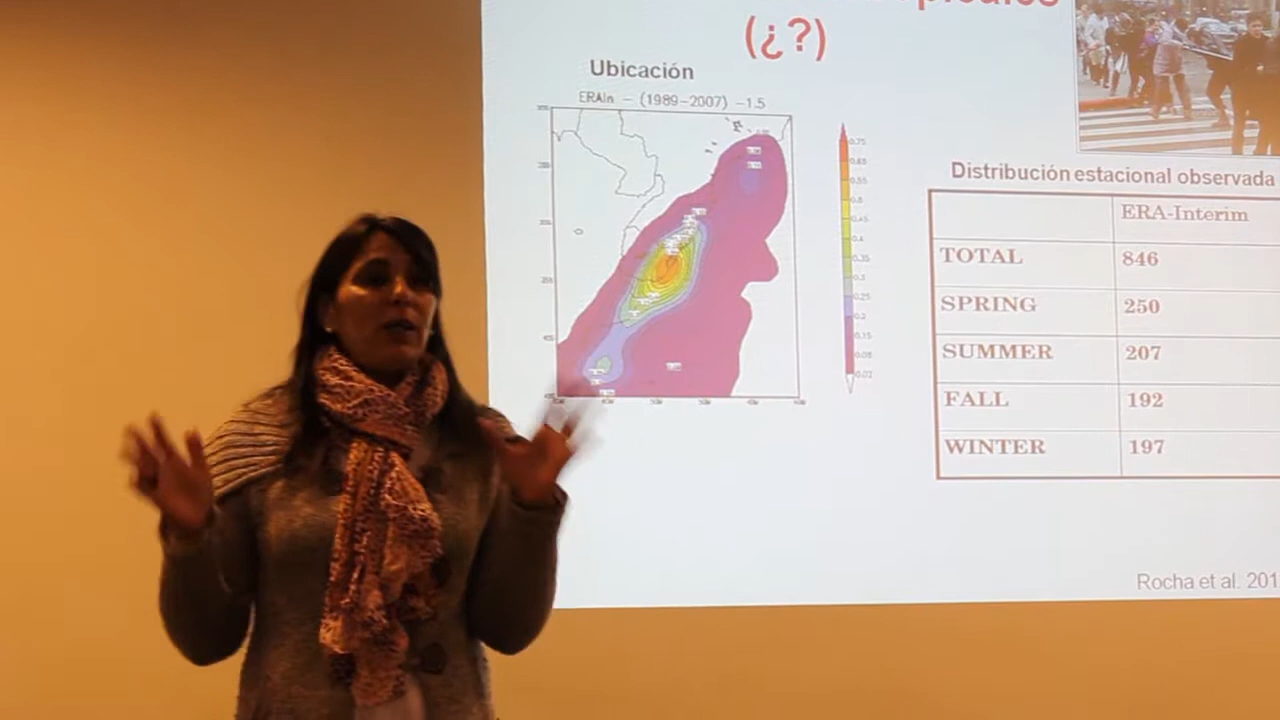 (¿?)
Ubicación
ERAIn - (1989-2007) -1.5
Distribución estacional observada
ERA-Interim
TOTAL 846
SPRING 250
SUMMER 207
FALL 192
WINTER 197
Rocha et al. 201